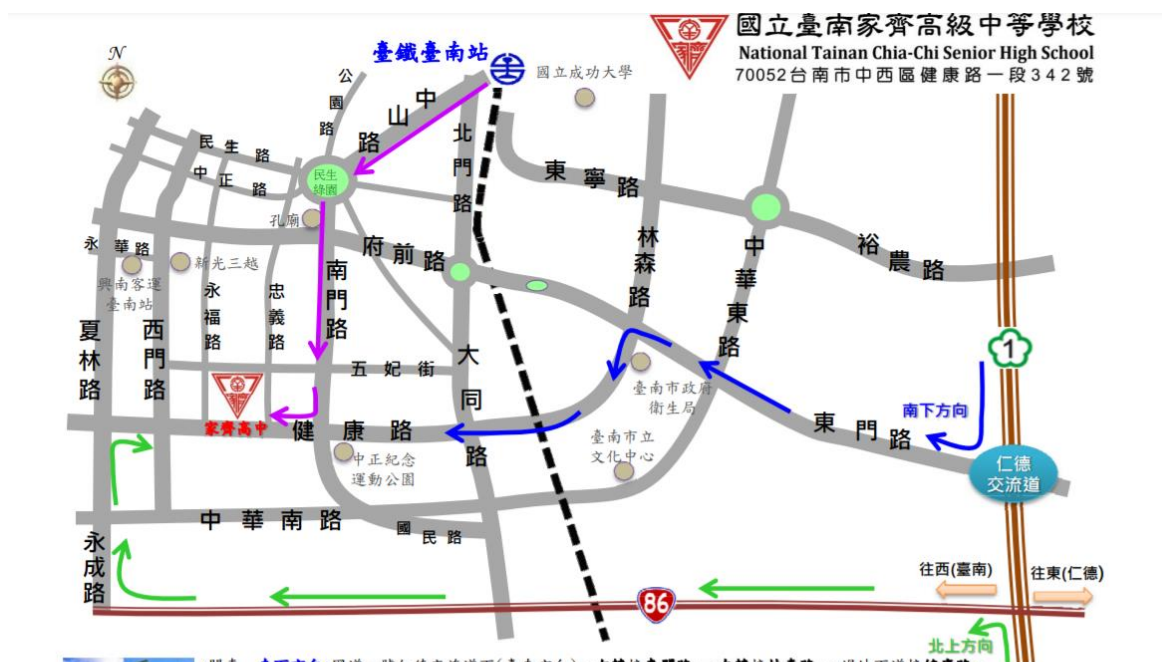 國立臺南家齊高級中等學校
National Tainan Chia-Chi Senior High School
70052台南市中西區健康路一段342號
N
臺鐵臺南站
國立成功大學
公園路
中山路
北門路
民生路
中正路
民生
綠園
東寧路
孔廟
永華路
新光三越
興南客運
臺南站
府前路
林森路
中華東路
裕農路
南門路
永福路
忠義路
夏林路
西門路
五妃街
大同路
1
臺南市政府
衛生局
南下方向
家齊
家齊高中
健康路
東門路
臺南市立
文化中心
中正紀念
運動公園
仁德
交流道
中華南路
國民路
永成路
往西(臺南)
往東(仁德)
86
北上方向